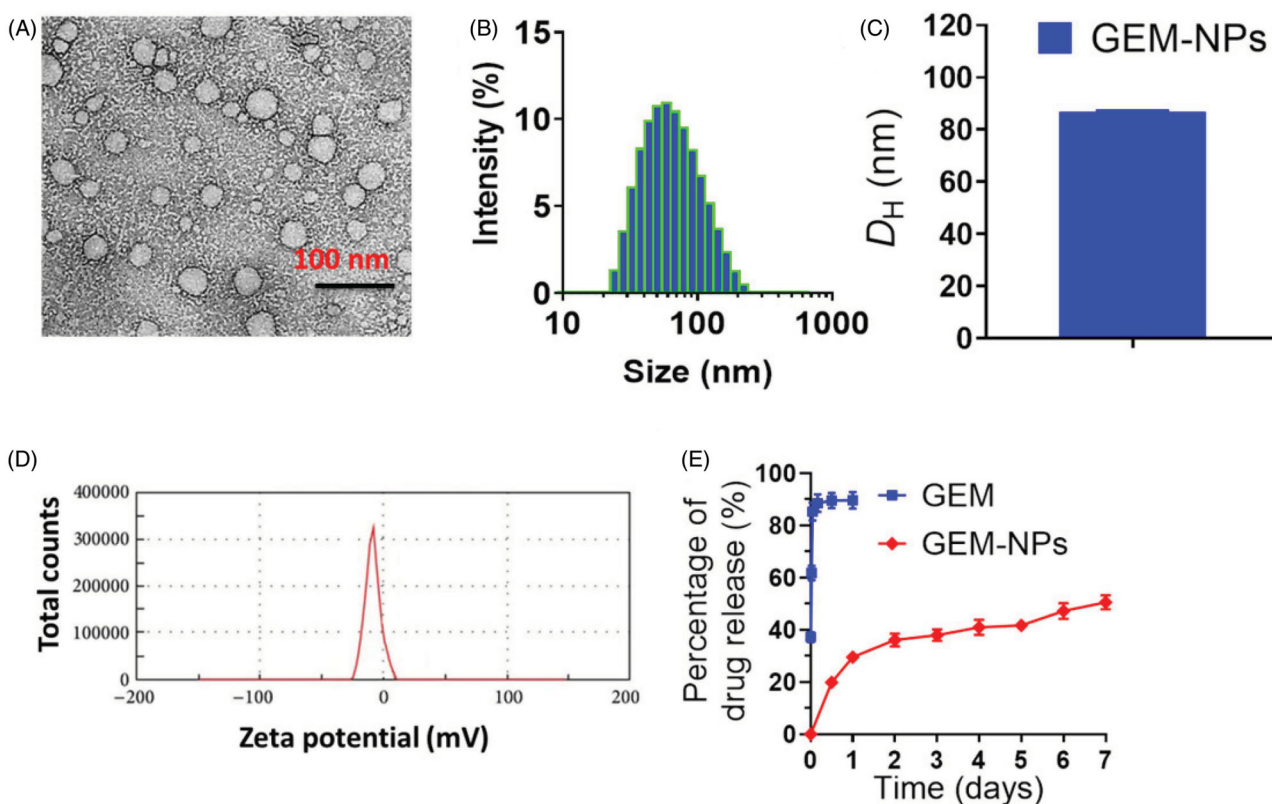 (A)
100 nm
(B)
15
10
5
0
Intensity (%)
10
100
1000
Size (nm)
(C)
GEM-NPs
120
100
80
60
40
20
0
DH (nm)
(D)
400000
300000
200000
100000
0
Total counts
−200
−100
0
100
200
Zeta potential (mV)
(E)
100
80
60
40
20
0
Percentage of
drug release (%)
GEM
GEM-NPs
0 1 2 3 4 5 6 7
Time (days)